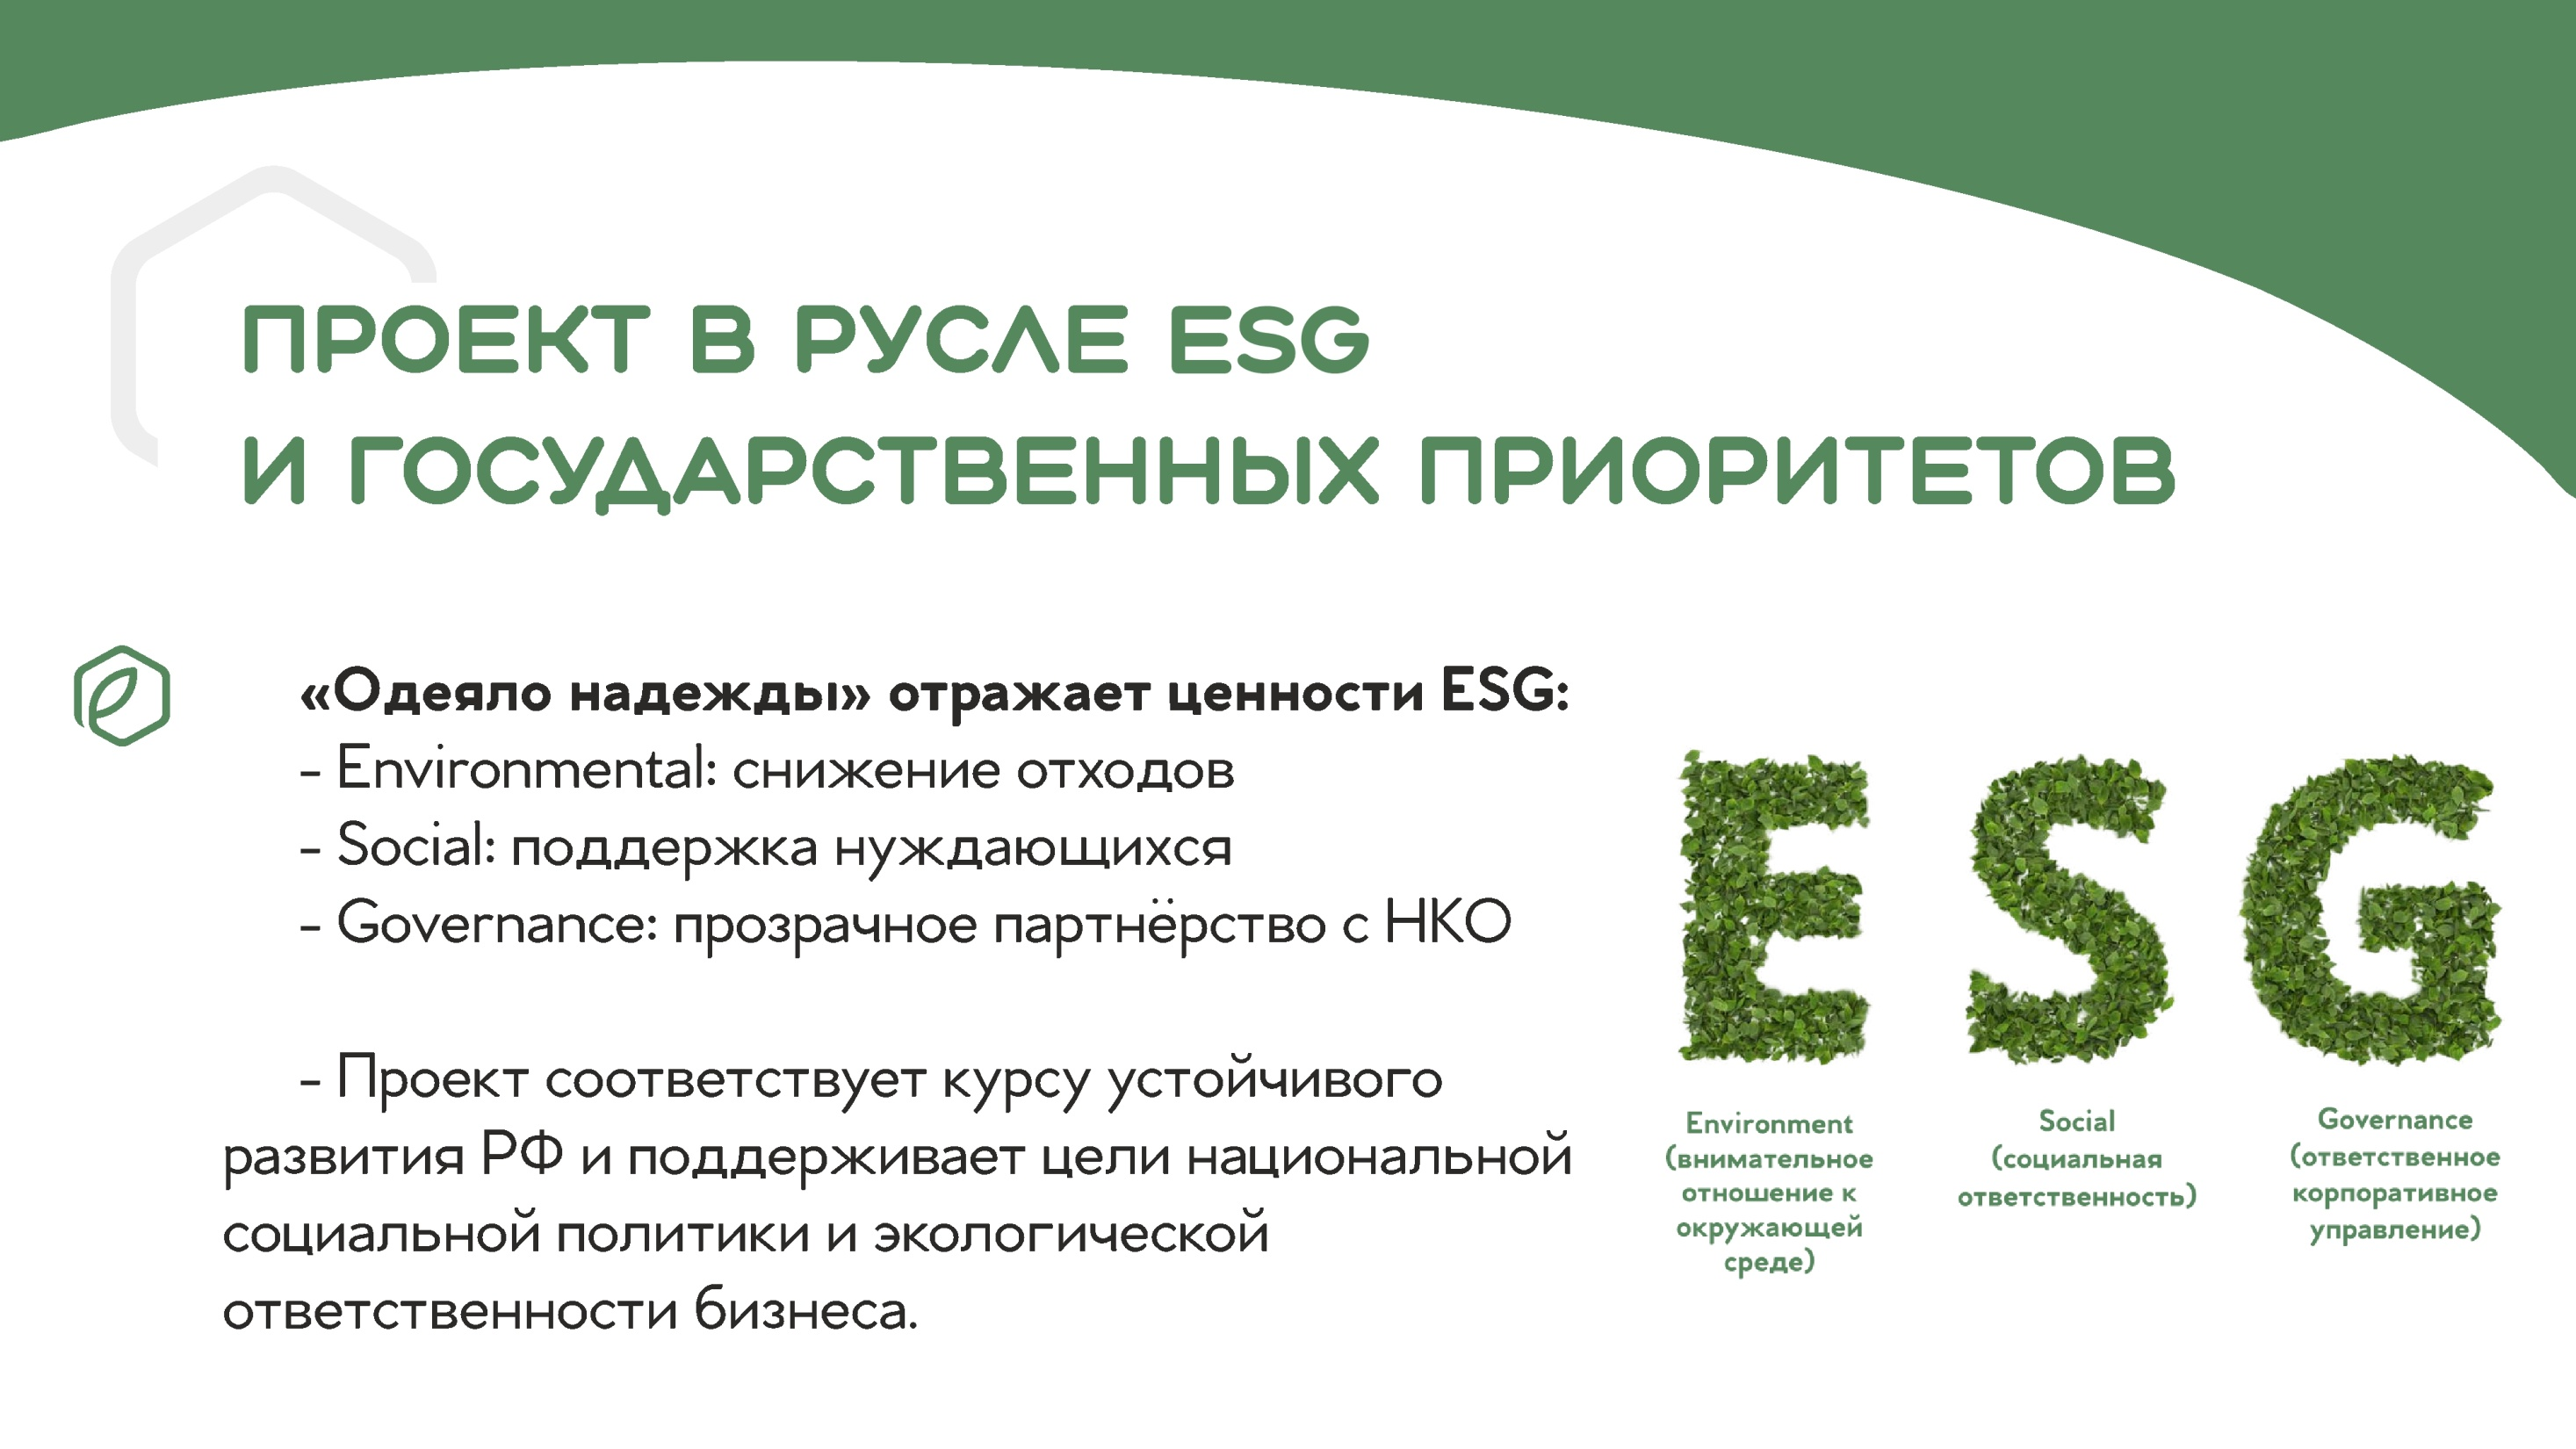 ПРОЕКТ В РУСЛЕ ESG
И ГОСУДАРСТВЕННЫХ ПРИОРИТЕТОВ
«Одеяло надежды» отражает ценности ESG:
- Environmental: снижение отходов
- Social: поддержка нуждающихся
- Governance: прозрачное партнёрство с НКО
- Проект соответствует курсу устойчивого
развития РФ и поддерживает цели национальной
социальной политики и экологической
ответственности бизнеса.
E S G
Environment
(внимательное
отношение к
окружающей
среде)
Social
(социальная
ответственность)
Governance
(ответственное
корпоративное
управление)